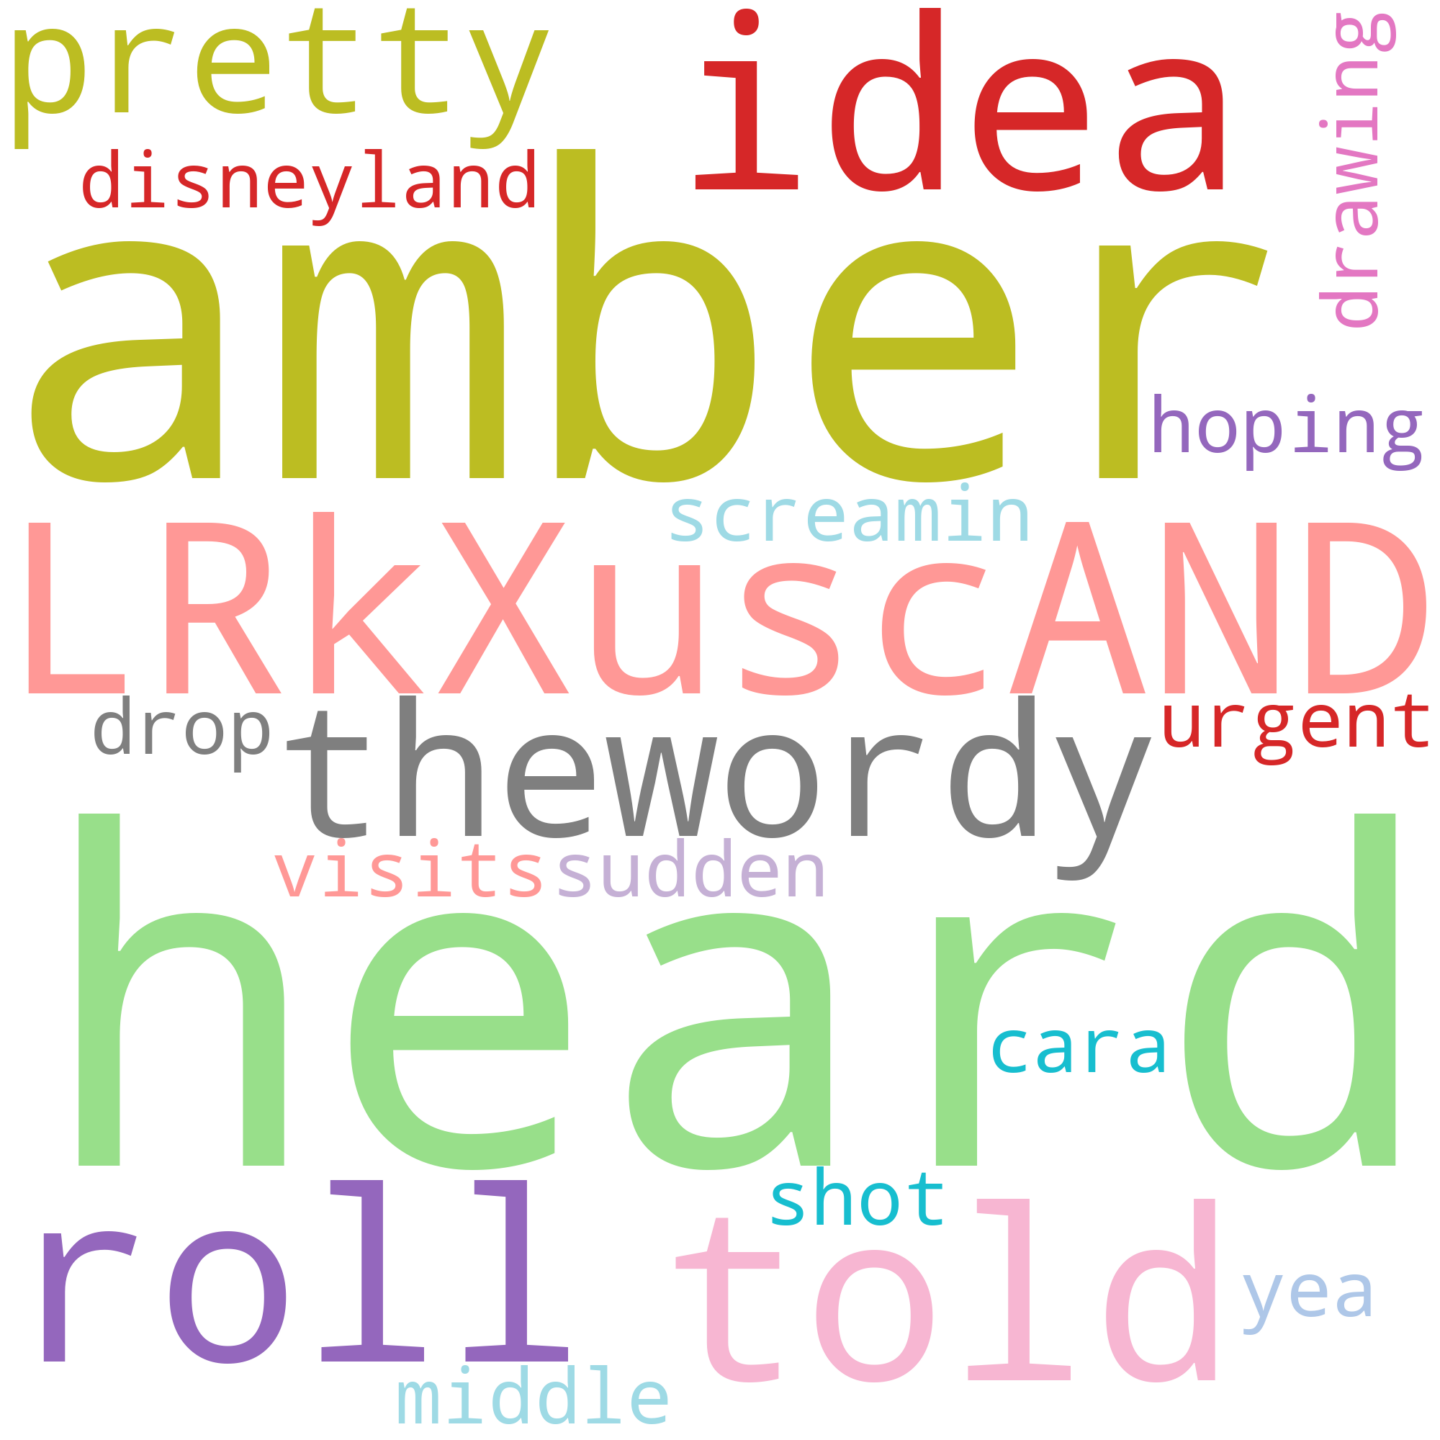 pretty
idea
drawing
disneyland
amber
hoping
screamin
LRkXuscAND
drop
thewordy
urgent
visits
sudden
heard
cara
shot
roll
told
yea
middle